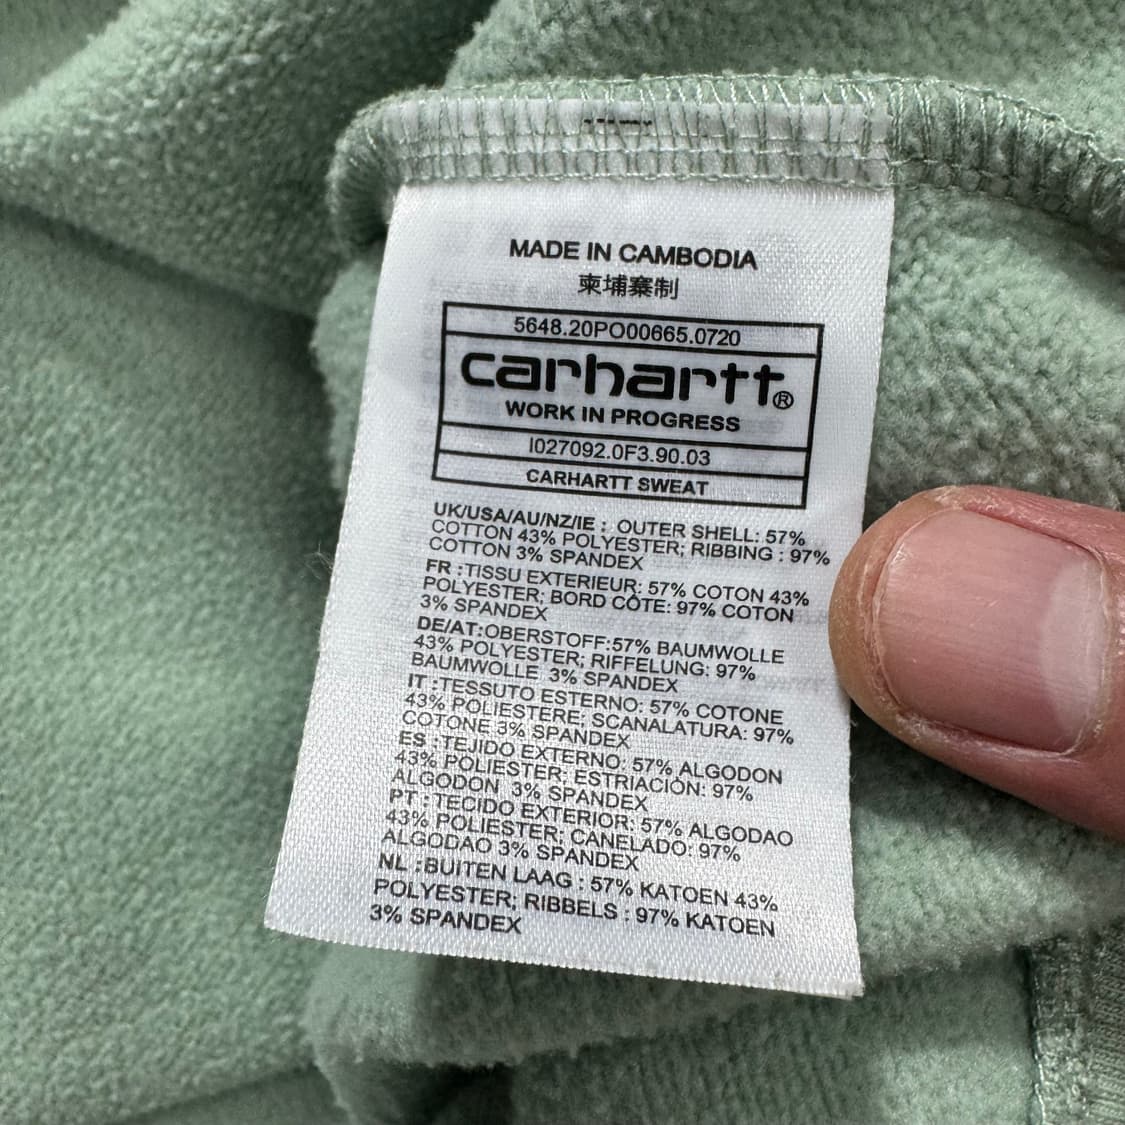 MADE IN CAMBODIA
柬埔寨制
5648.20PO00665.0720
carhartt®
WORK IN PROGRESS
I027092.0F3.90.03
CARHARTT SWEAT
UK/USA/AU/NZ/IE : OUTER SHELL: 57%
COTTON 43% POLYESTER; RIBBING : 97%
COTTON 3% SPANDEX
FR :TISSU EXTERIEUR: 57% COTON 43%
POLYESTER; BORD CÔTE: 97% COTON
3% SPANDEX
DE/AT:OBERSTOFF:57% BAUMWOLLE
43% POLYESTER; RIFFELUNG: 97%
BAUMWOLLE 3% SPANDEX
IT :TESSUTO ESTERNO: 57% COTONE
43% POLIESTERE; SCANALATURA: 97%
COTONE 3% SPANDEX
ES :TEJIDO EXTERNO: 57% ALGODON
43% POLIESTER; ESTRIACIÓN: 97%
ALGODON 3% SPANDEX
PT :TECIDO EXTERIOR: 57% ALGODAO
43% POLIESTER; CANELADO: 97%
ALGODAO 3% SPANDEX
NL :BUITEN LAAG : 57% KATOEN 43%
POLYESTER; RIBBELS : 97% KATOEN
3% SPANDEX